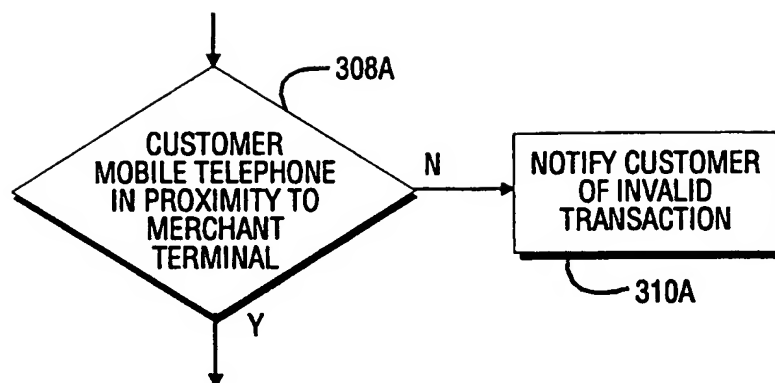 308A
CUSTOMER
MOBILE TELEPHONE
IN PROXIMITY TO
MERCHANT
TERMINAL
N
NOTIFY CUSTOMER
OF INVALID
TRANSACTION
310A
Y